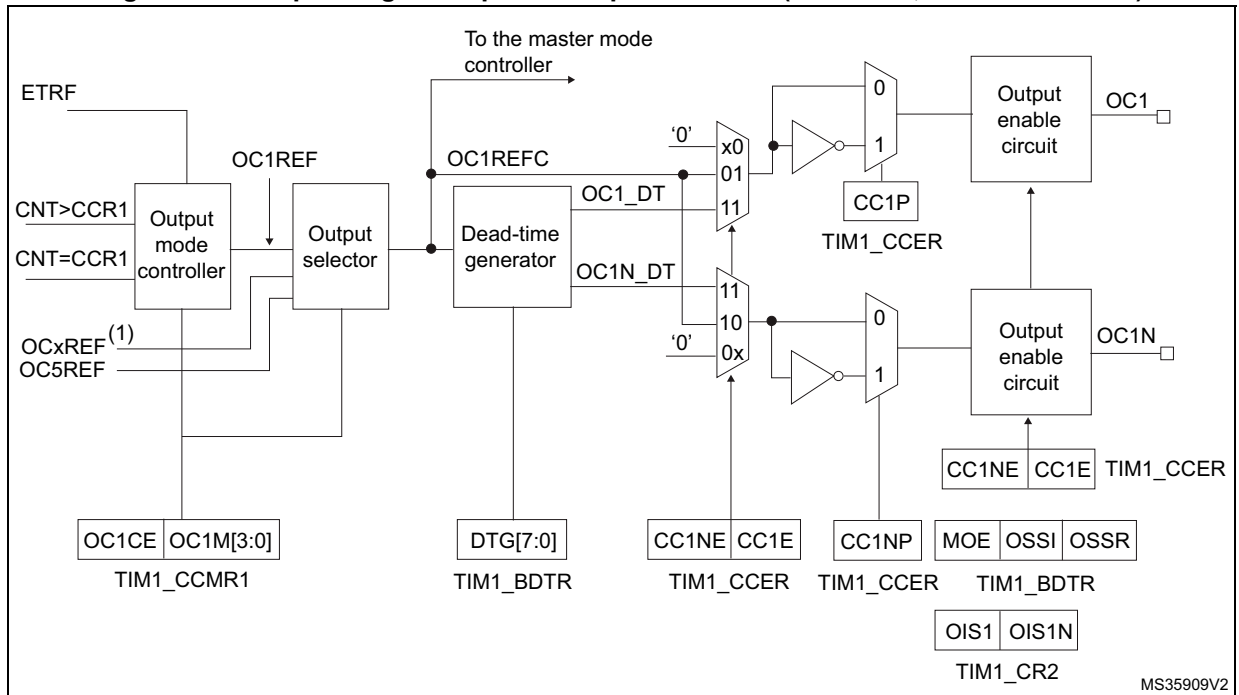 To the master mode
controller
ETRF
OC1REF
CNT>CCR1
CNT=CCR1
Output
mode
controller
Output
selector
OCxREF(1)
OC5REF
OC1REFC
Dead-time
generator
OC1_DT
OC1N_DT
'0'
x0
01
11
11
10
'0'
0x
0
1
CC1P
TIM1_CCER
0
1
Output
enable
circuit
OC1
Output
enable
circuit
OC1N
CC1NE CC1E TIM1_CCER
OC1CE OC1M[3:0]
TIM1_CCMR1
DTG[7:0]
TIM1_BDTR
CC1NE CC1E
TIM1_CCER
CC1NP
TIM1_CCER
MOE OSSI OSSR
TIM1_BDTR
OIS1 OIS1N
TIM1_CR2
MS35909V2